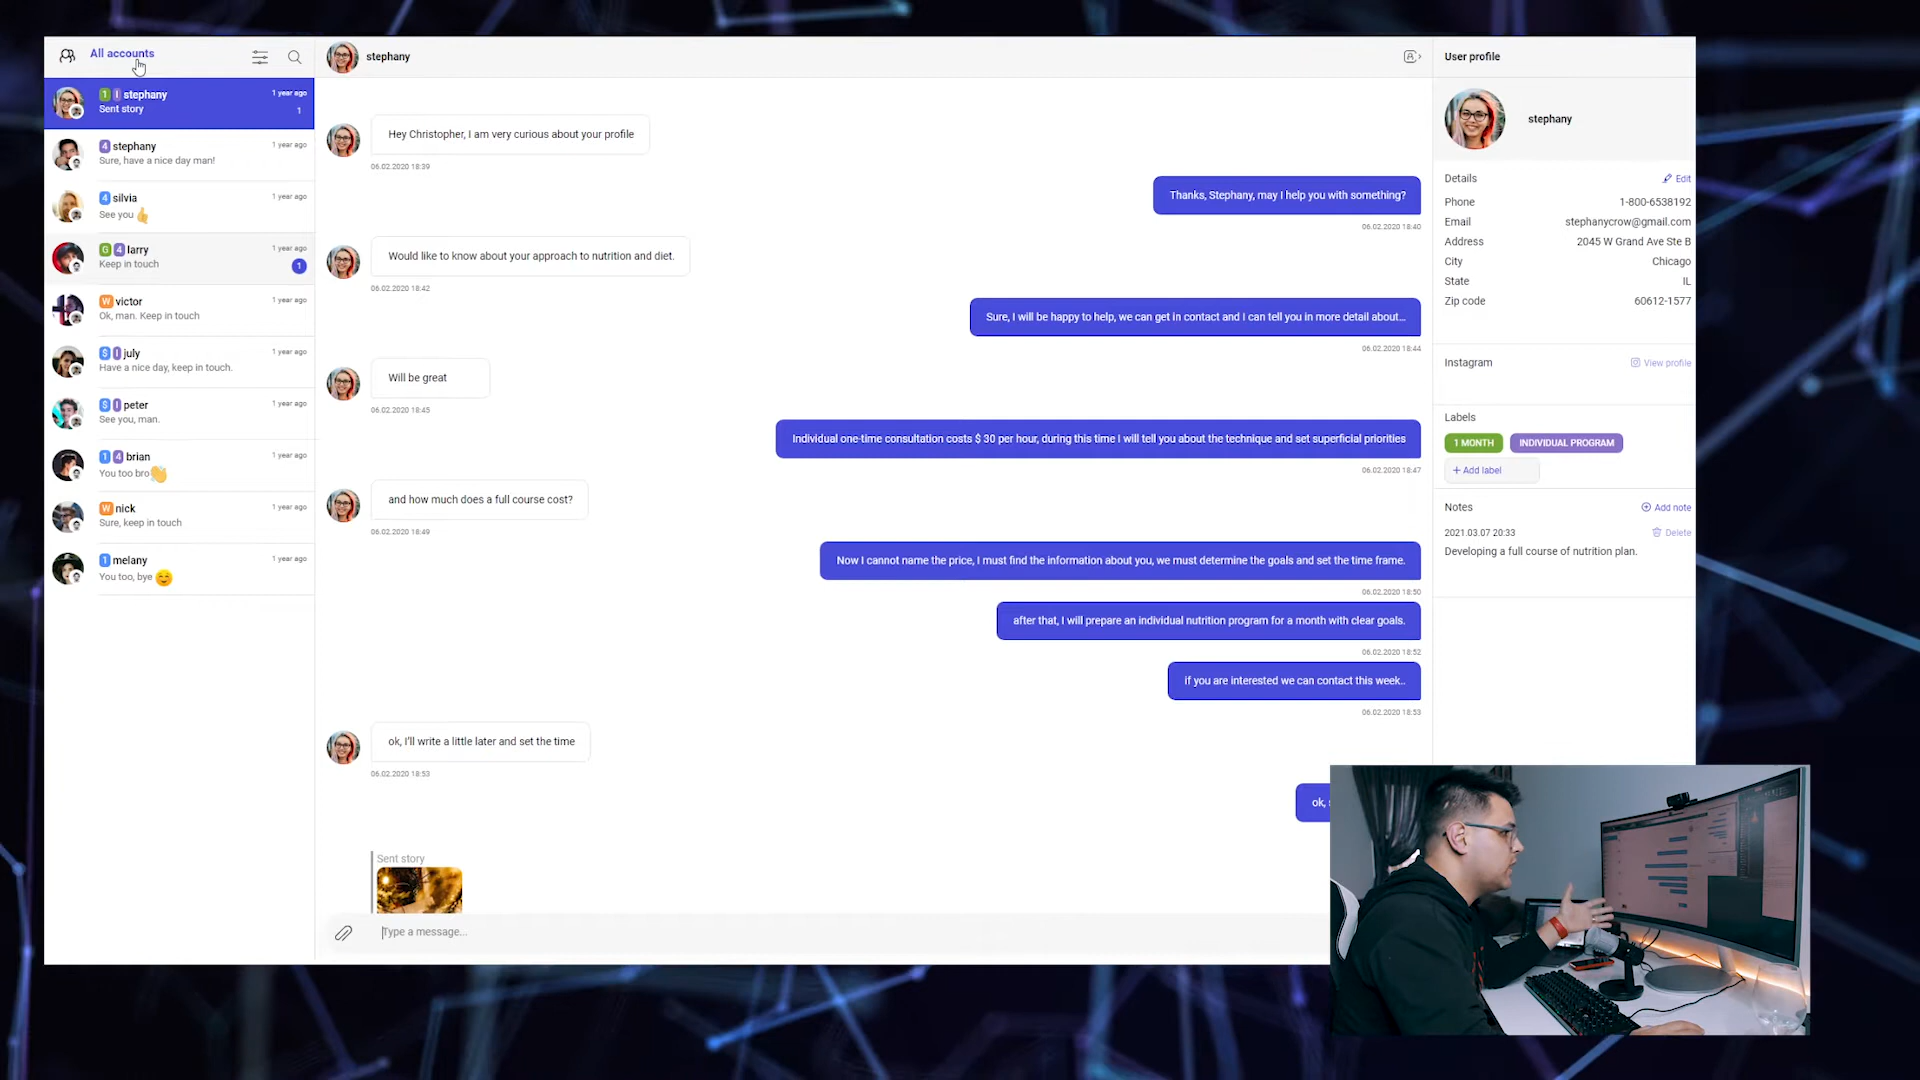 All accounts
1 I stephany
1 year ago
Sent story
1
4 stephany
1 year ago
Sure, have a nice day man!
4 silvia
1 year ago
See you 👍
G 4 larry
1 year ago
Keep in touch
1
W victor
1 year ago
Ok, man. Keep in touch
$ I july
1 year ago
Have a nice day, keep in touch.
$ I peter
1 year ago
See you, man.
1 4 brian
1 year ago
You too bro 👋
W nick
1 year ago
Sure, keep in touch
1 melany
1 year ago
You too, bye 😊
stephany
Hey Christopher, I am very curious about your profile
06.02.2020 18:39
Thanks, Stephany, may I help you with something?
06.02.2020 18:40
Would like to know about your approach to nutrition and diet.
06.02.2020 18:42
Sure, I will be happy to help, we can get in contact and I can tell you in more detail about...
06.02.2020 18:44
Will be great
06.02.2020 18:45
Individual one-time consultation costs $ 30 per hour, during this time I will tell you about the technique and set superficial priorities
06.02.2020 18:47
and how much does a full course cost?
06.02.2020 18:49
Now I cannot name the price, I must find the information about you, we must determine the goals and set the time frame.
06.02.2020 18:50
after that, I will prepare an individual nutrition program for a month with clear goals.
06.02.2020 18:52
if you are interested we can contact this week..
06.02.2020 18:53
ok, I'll write a little later and set the time
06.02.2020 18:53
ok,
Sent story
Type a message...
User profile
stephany
Details
Edit
Phone
1-800-6538192
Email
stephanycrow@gmail.com
Address
2045 W Grand Ave Ste B
City
Chicago
State
IL
Zip code
60612-1577
Instagram
View profile
Labels
1 MONTH
INDIVIDUAL PROGRAM
+ Add label
Notes
Add note
2021.03.07 20:33
Delete
Developing a full course of nutrition plan.